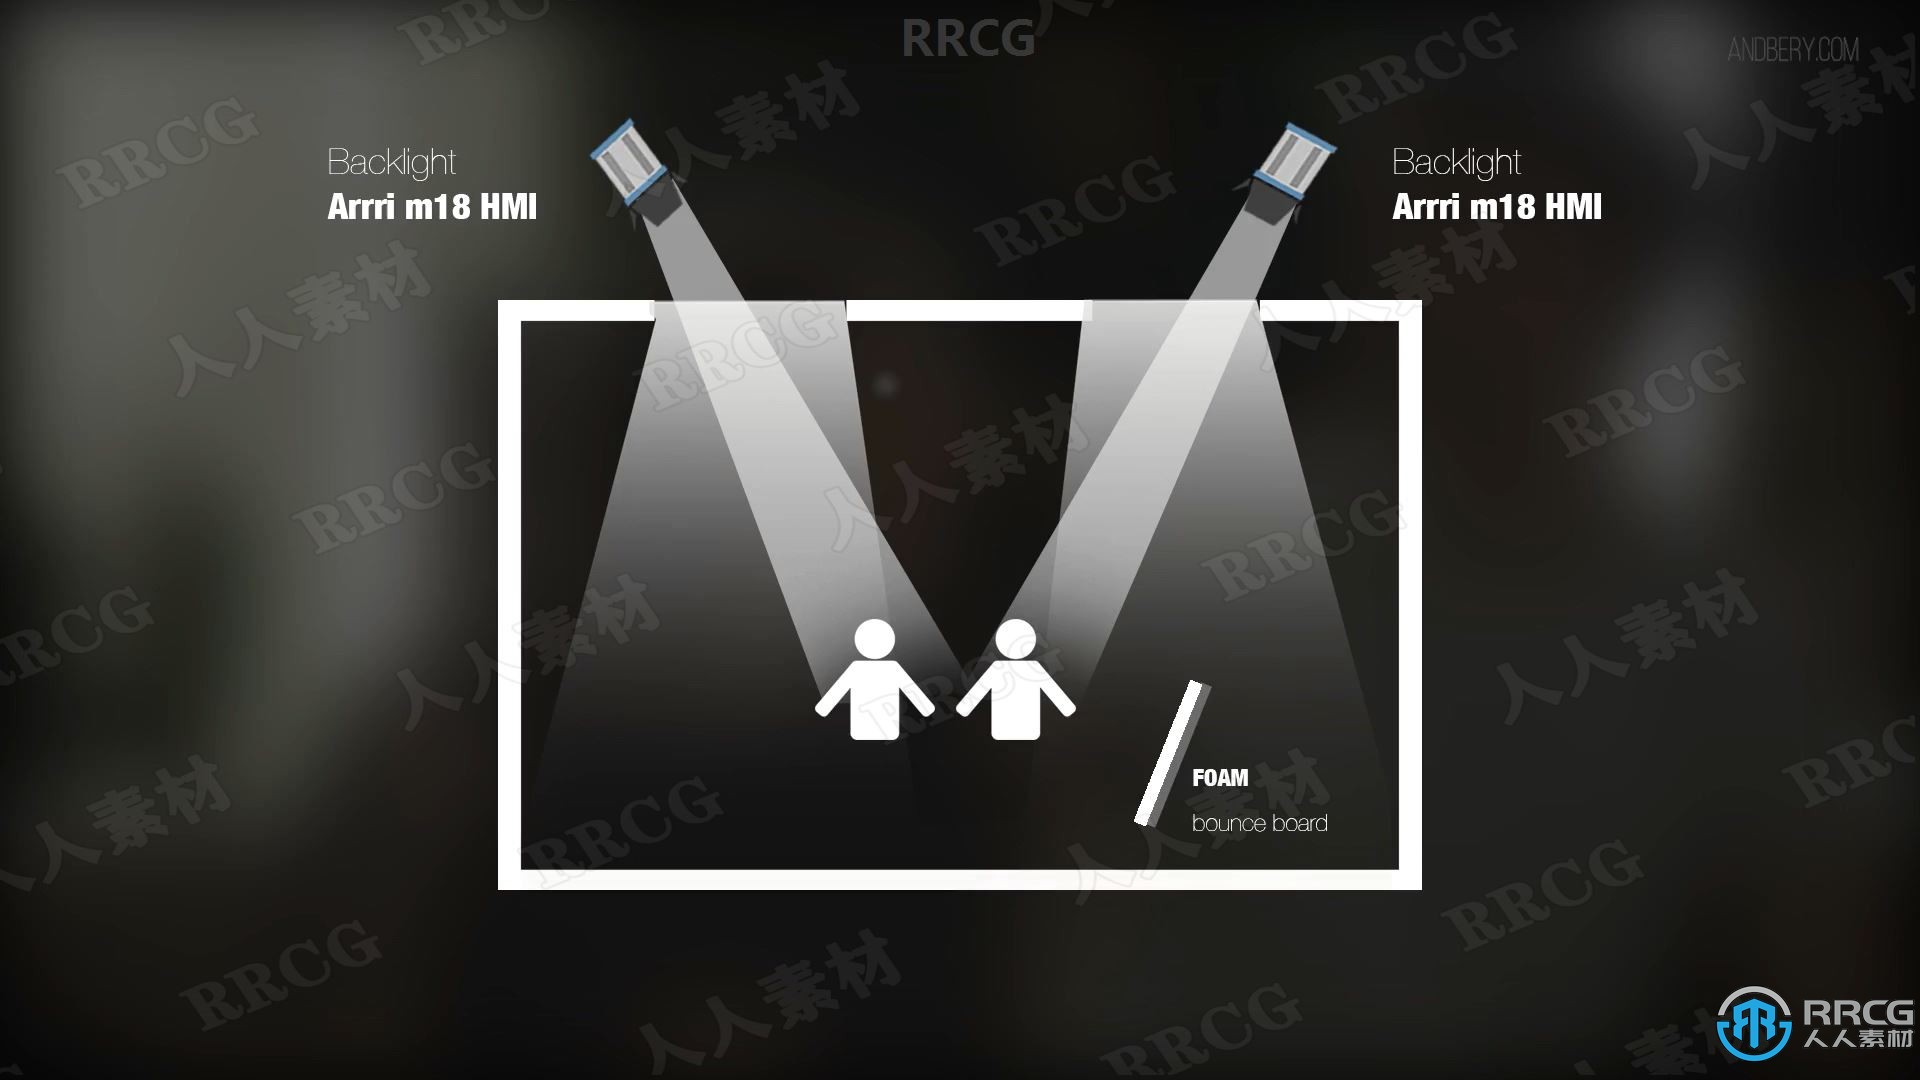 RRCG
ANDBERY.COM
Backlight
Arrri m18 HMI
Backlight
Arrri m18 HMI
FOAM
bounce board
RRCG
人人素材